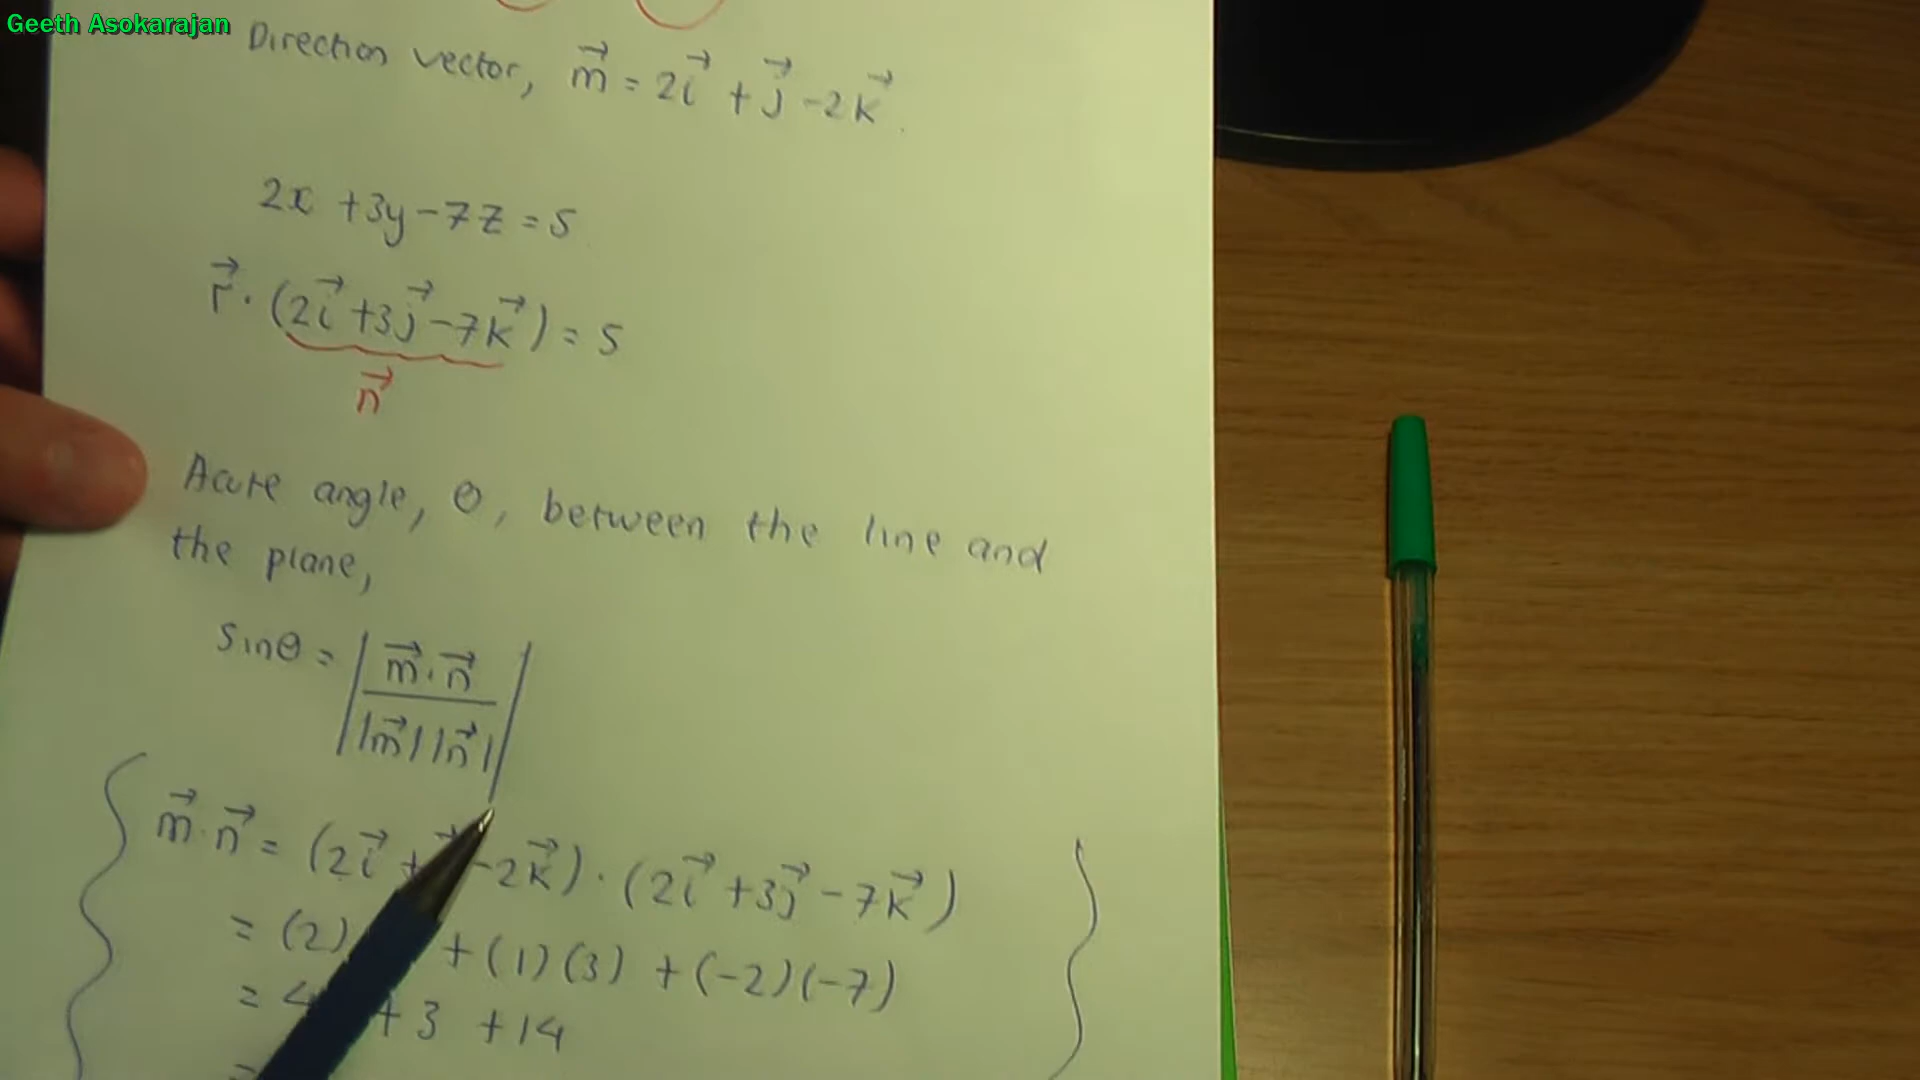 Geeth Asokarajan
Direction vector, m⃗ = 2i⃗ + j⃗ - 2k⃗.
2x + 3y - 7z = 5
r⃗ · (2i⃗ + 3j⃗ - 7k⃗) = 5
n⃗
Acute angle, θ, between the line and
the plane,
sinθ = | m⃗ · n⃗ / |m⃗| |n⃗| |
m⃗ · n⃗ = (2i⃗ + - 2k⃗) · (2i⃗ + 3j⃗ - 7k⃗)
= (2) + (1)(3) + (-2)(-7)
= 4 + 3 + 14
=